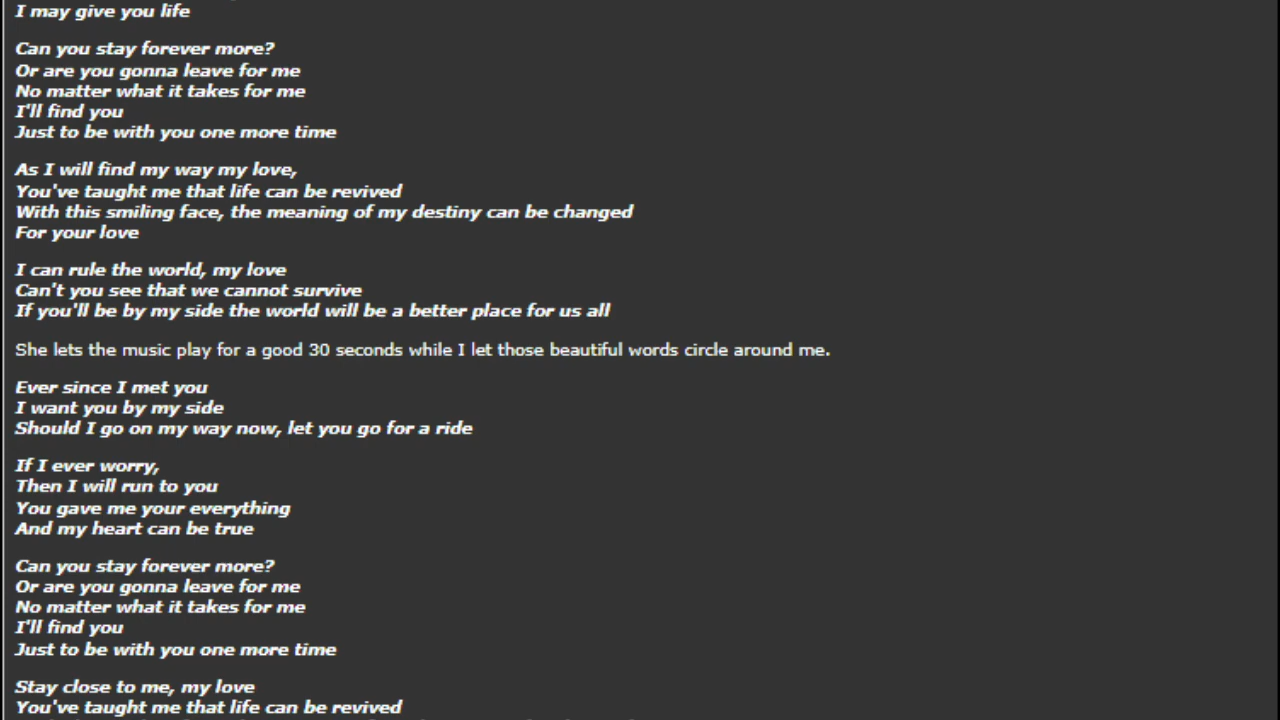 I may give you life
Can you stay forever more?
Or are you gonna leave for me
No matter what it takes for me
I'll find you
Just to be with you one more time
As I will find my way my love,
You've taught me that life can be revived
With this smiling face, the meaning of my destiny can be changed
For your love
I can rule the world, my love
Can't you see that we cannot survive
If you'll be by my side the world will be a better place for us all
She lets the music play for a good 30 seconds while I let those beautiful words circle around me.
Ever since I met you
I want you by my side
Should I go on my way now, let you go for a ride
If I ever worry,
Then I will run to you
You gave me your everything
And my heart can be true
Can you stay forever more?
Or are you gonna leave for me
No matter what it takes for me
I'll find you
Just to be with you one more time
Stay close to me, my love
You've taught me that life can be revived